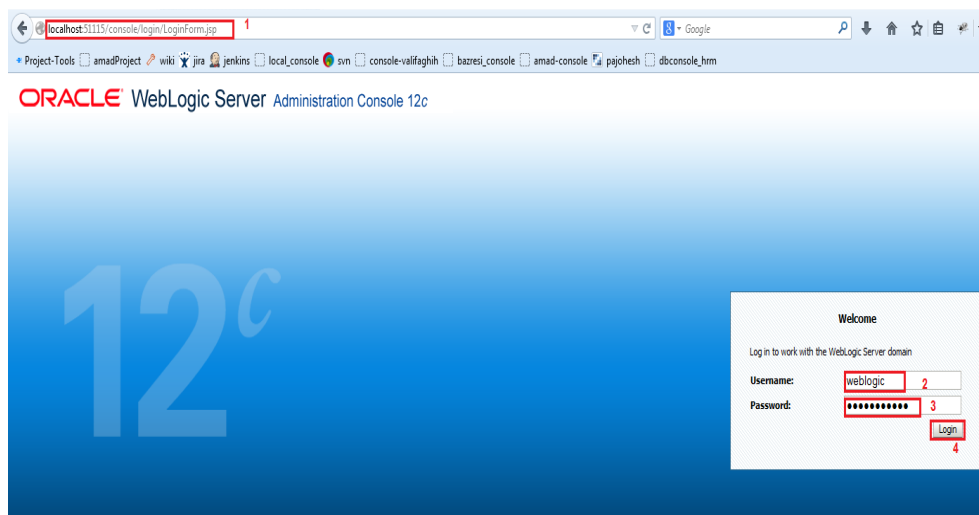 localhost:51115/console/login/LoginForm.jsp 1
8 Google
Project-Tools amadProject wiki jira jenkins local_console svn console-valifaghih bazresi_console amad-console pajohesh dbconsole_hrm
ORACLE WebLogic Server Administration Console 12c
12c
Welcome
Log in to work with the WebLogic Server domain
Username: weblogic 2
Password: ●●●●●●●●●●● 3
Login
4